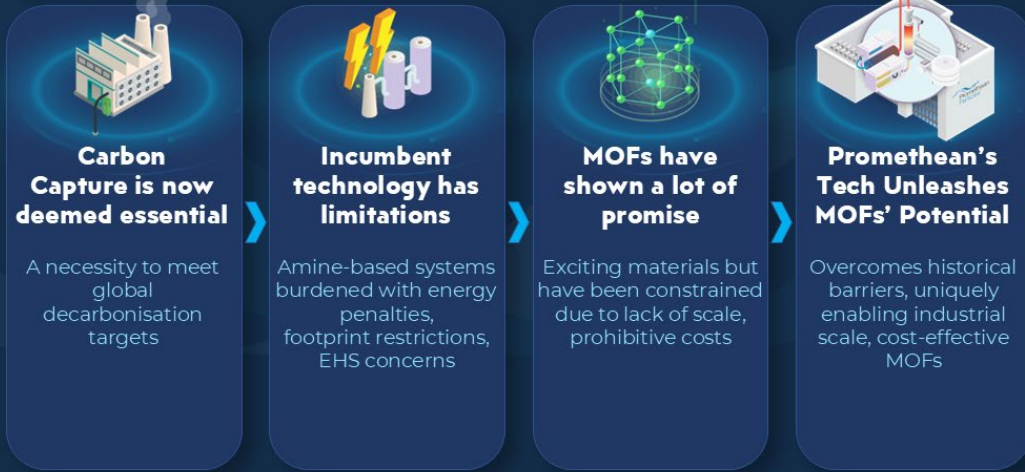 Carbon
Capture is now
deemed essential
A necessity to meet
global
decarbonisation
targets
Incumbent
technology has
limitations
Amine-based systems
burdened with energy
penalties,
footprint restrictions,
EHS concerns
MOFs have
shown a lot of
promise
Exciting materials but
have been constrained
due to lack of scale,
prohibitive costs
Promethean
Promethean's
Tech Unleashes
MOFs' Potential
Overcomes historical
barriers, uniquely
enabling industrial
scale, cost-effective
MOFs